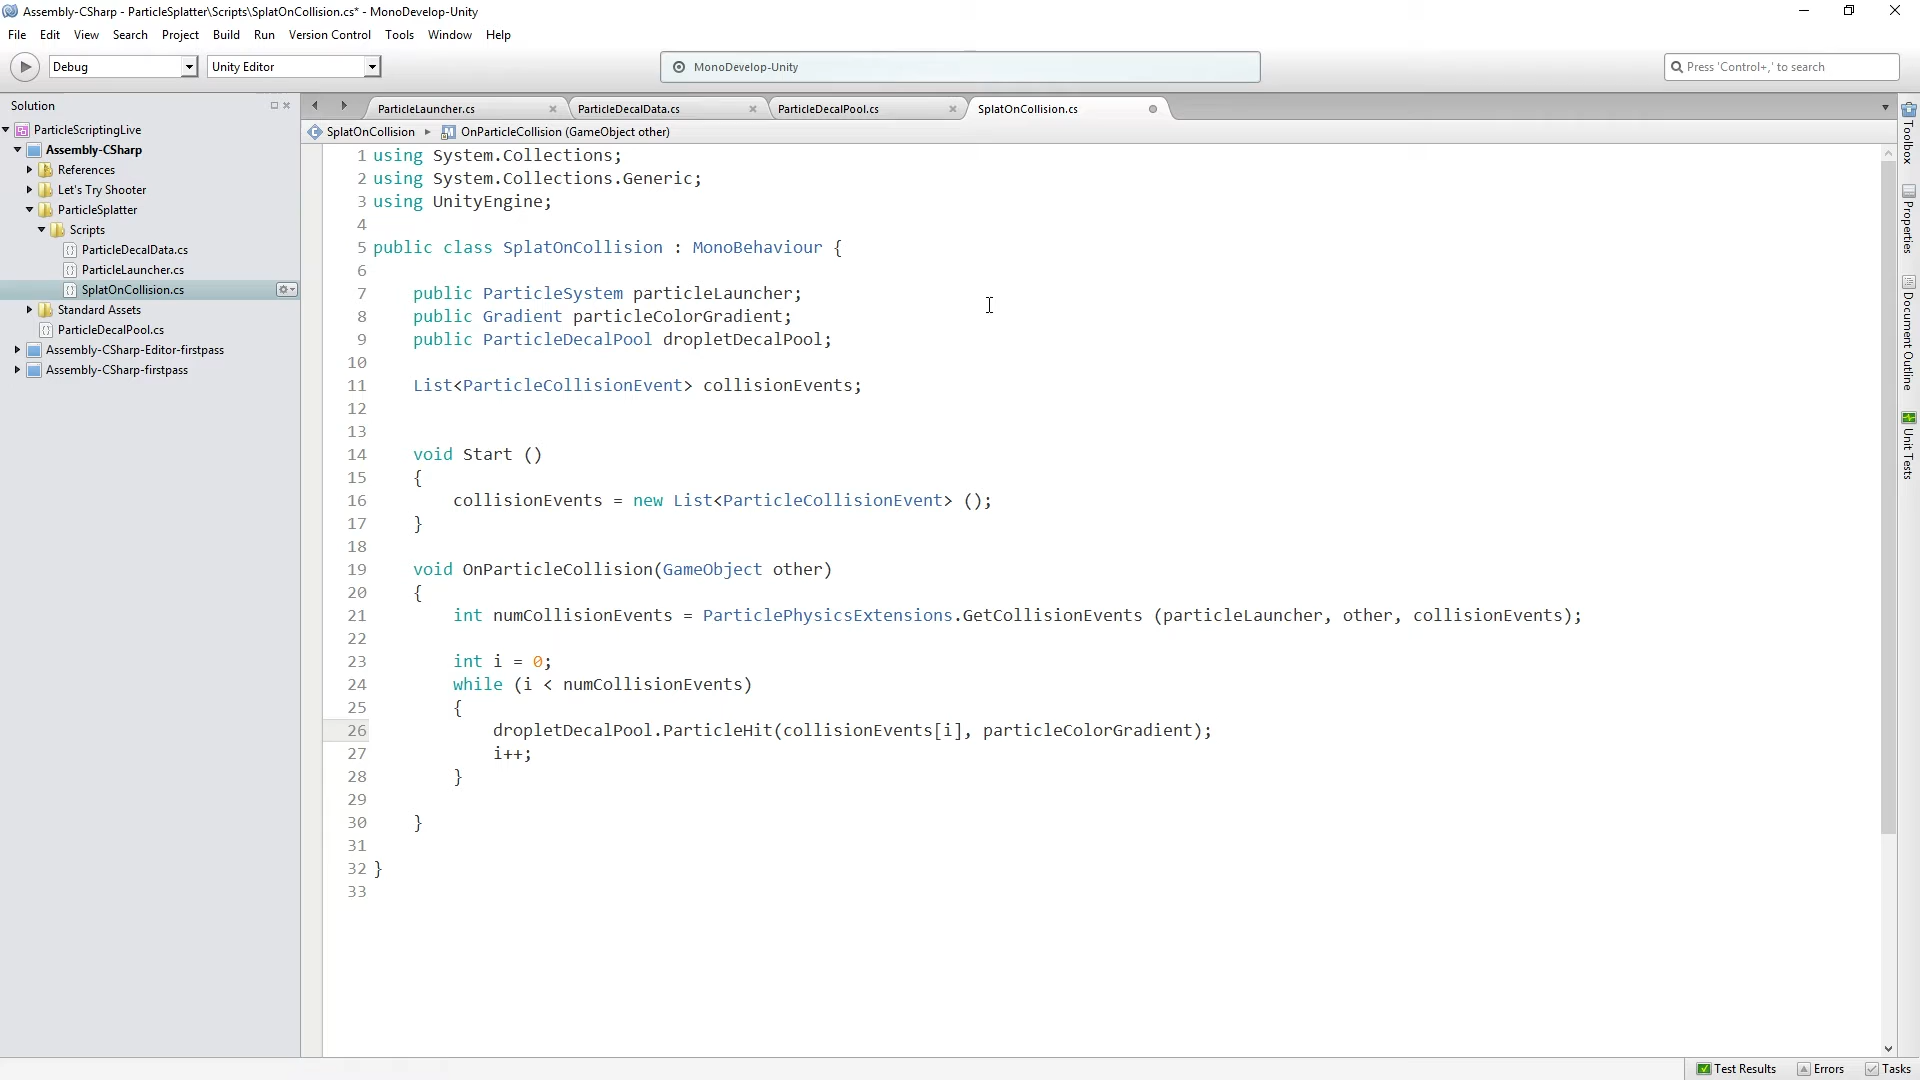 Assembly-CSharp - ParticleSplatter\Scripts\SplatOnCollision.cs* - MonoDevelop-Unity
File Edit View Search Project Build Run Version Control Tools Window Help
Debug Unity Editor MonoDevelop-Unity Press 'Control+,' to search
Solution
ParticleScriptingLive
Assembly-CSharp
References
Let's Try Shooter
ParticleSplatter
Scripts
ParticleDecalData.cs
ParticleLauncher.cs
SplatOnCollision.cs
Standard Assets
ParticleDecalPool.cs
Assembly-CSharp-Editor-firstpass
Assembly-CSharp-firstpass
ParticleLauncher.cs ParticleDecalData.cs ParticleDecalPool.cs SplatOnCollision.cs
SplatOnCollision OnParticleCollision (GameObject other)
1 using System.Collections;
2 using System.Collections.Generic;
3 using UnityEngine;
4
5 public class SplatOnCollision : MonoBehaviour {
6
7 public ParticleSystem particleLauncher;
8 public Gradient particleColorGradient;
9 public ParticleDecalPool dropletDecalPool;
10
11 List<ParticleCollisionEvent> collisionEvents;
12
13
14 void Start ()
15 {
16 collisionEvents = new List<ParticleCollisionEvent> ();
17 }
18
19 void OnParticleCollision(GameObject other)
20 {
21 int numCollisionEvents = ParticlePhysicsExtensions.GetCollisionEvents (particleLauncher, other, collisionEvents);
22
23 int i = 0;
24 while (i < numCollisionEvents)
25 {
26 dropletDecalPool.ParticleHit(collisionEvents[i], particleColorGradient);
27 i++;
28 }
29
30 }
31
32 }
33
Toolbox
Properties
Document Outline
Unit Tests
Test Results Errors Tasks